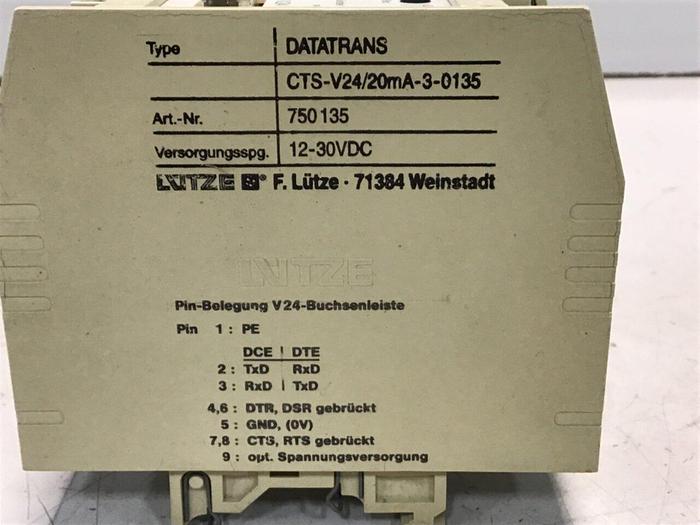 Type DATATRANS
CTS-V24/20mA-3-0135
Art.-Nr. 750135
Versorgungsspg. 12-30VDC
LÜTZE F. Lütze · 71384 Weinstadt
LÜTZE
Pin-Belegung V24-Buchsenleiste
Pin 1 : PE
DCE | DTE
2 : TxD RxD
3 : RxD | TxD
4,6 : DTR, DSR gebrückt
5 : GND, (0V)
7,8 : CTS, RTS gebrückt
9 : opt. Spannungsversorgung